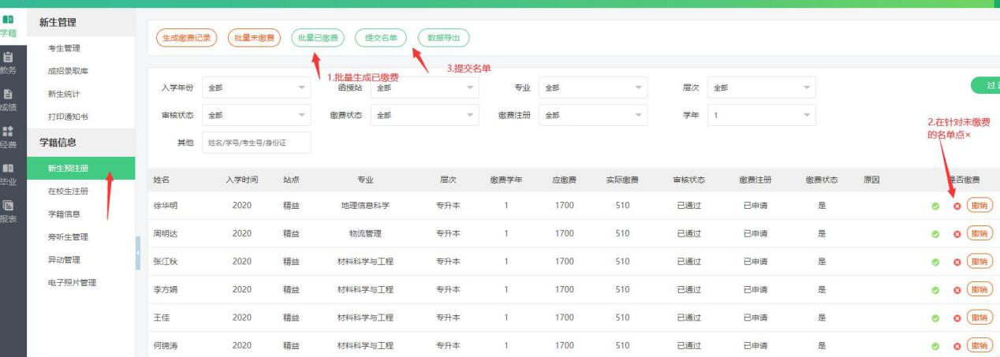 学籍
教务
成绩
经费
毕业
报表
新生管理
考生管理
成招录取库
新生统计
打印通知书
学籍信息
新生预注册
在校生注册
学籍信息
旁听生管理
异动管理
电子照片管理
生成缴费记录 批量未缴费 批量已缴费 提交名单 数据导出
1.批量生成已缴费
3.提交名单
入学年份 全部 函授站 全部 专业 全部 层次 全部 过
审核状态 全部 缴费状态 全部 缴费注册 全部 学年 1
其他 姓名/学号/考生号/身份证
2.在针对未缴费
的名单点×
姓名 入学时间 站点 专业 层次 缴费学年 应缴费 实际缴费 审核状态 缴费注册 缴费状态 原因 是否缴费
徐华明 2020 精益 地理信息科学 专升本 1 1700 510 已通过 已申请 是 撤销
周明达 2020 精益 物流管理 专升本 1 1700 510 已通过 已申请 是 撤销
张江秋 2020 精益 材料科学与工程 专升本 1 1700 510 已通过 已申请 是 撤销
李方娟 2020 精益 材料科学与工程 专升本 1 1700 510 已通过 已申请 是 撤销
王佳 2020 精益 材料科学与工程 专升本 1 1700 510 已通过 已申请 是 撤销
何锦涛 2020 精益 材料科学与工程 专升本 1 1700 510 已通过 已申请 是 撤销